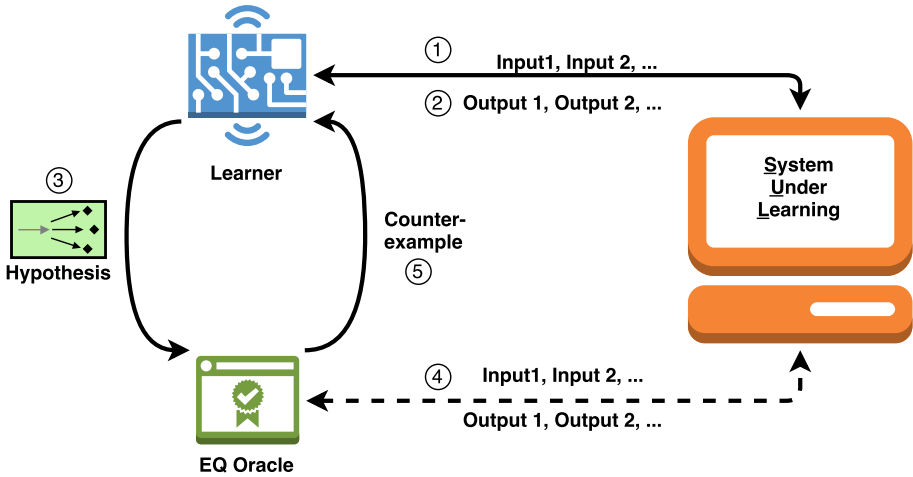 ①
Input1, Input 2, ...
②
Output 1, Output 2, ...
Learner
System
Under
Learning
③
Hypothesis
Counter-
example
⑤
④
Input1, Input 2, ...
Output 1, Output 2, ...
EQ Oracle